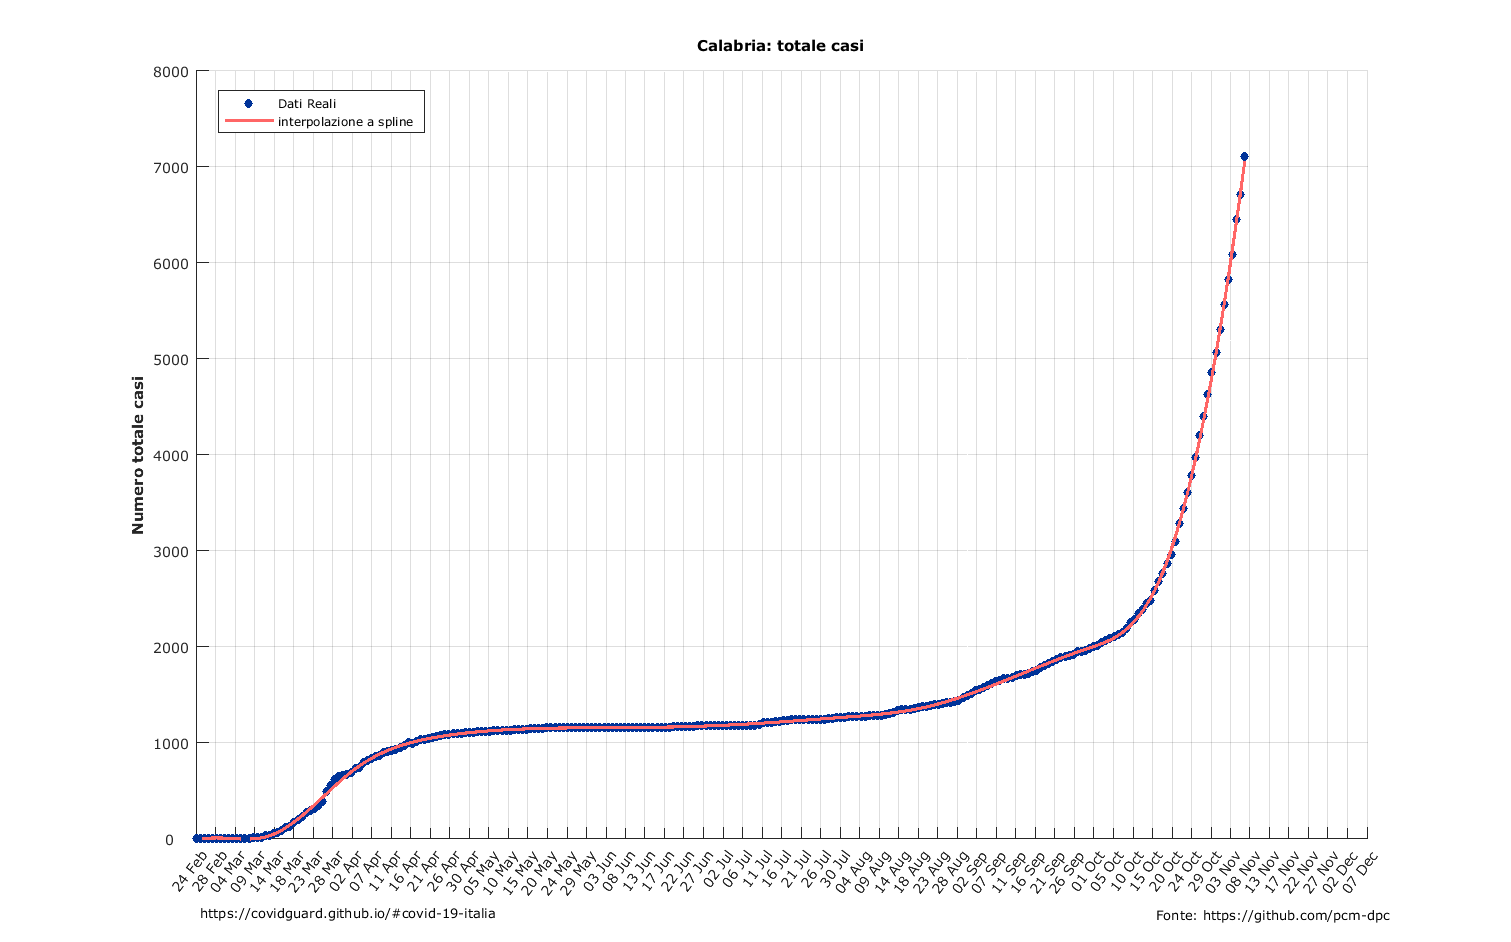 Calabria: totale casi
Dati Reali
interpolazione a spline
Numero totale casi
8000
7000
6000
5000
4000
3000
2000
1000
0
24 Feb
28 Feb
04 Mar
09 Mar
14 Mar
18 Mar
23 Mar
28 Mar
02 Apr
07 Apr
11 Apr
16 Apr
21 Apr
26 Apr
30 Apr
05 May
10 May
15 May
20 May
24 May
29 May
03 Jun
08 Jun
13 Jun
17 Jun
22 Jun
27 Jun
02 Jul
06 Jul
11 Jul
16 Jul
21 Jul
26 Jul
30 Jul
04 Aug
09 Aug
14 Aug
18 Aug
23 Aug
28 Aug
02 Sep
07 Sep
11 Sep
16 Sep
21 Sep
26 Sep
01 Oct
05 Oct
10 Oct
15 Oct
20 Oct
24 Oct
29 Oct
03 Nov
08 Nov
13 Nov
17 Nov
22 Nov
27 Nov
02 Dec
07 Dec
https://covidguard.github.io/#covid-19-italia
Fonte: https://github.com/pcm-dpc